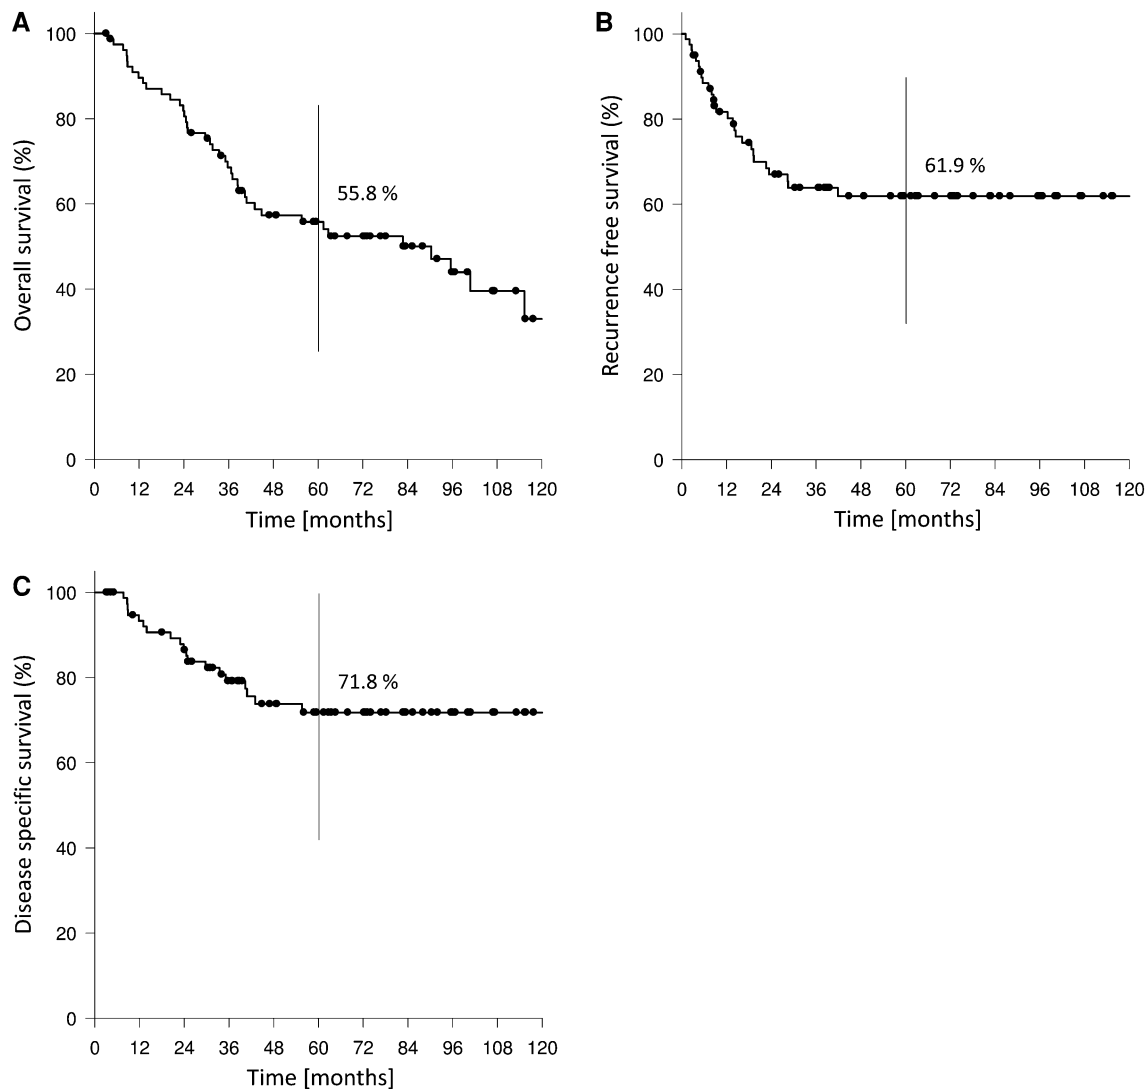 A
Overall survival (%)
100
80
60
40
20
0
55.8 %
0 12 24 36 48 60 72 84 96 108 120
Time [months]
B
Recurrence free survival (%)
100
80
60
40
20
0
61.9 %
0 12 24 36 48 60 72 84 96 108 120
Time [months]
C
Disease specific survival (%)
100
80
60
40
20
0
71.8 %
0 12 24 36 48 60 72 84 96 108 120
Time [months]